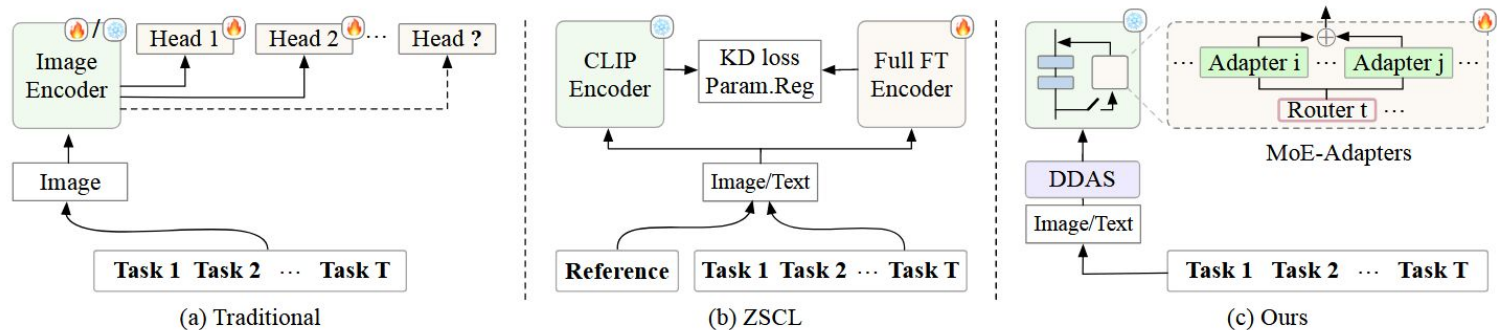 /
Image
Encoder
Head 1
Head 2
...
Head ?
Image
Task 1 Task 2 ... Task T
(a) Traditional
CLIP
Encoder
KD loss
Param.Reg
Full FT
Encoder
Image/Text
Reference
Task 1 Task 2 ... Task T
(b) ZSCL
... Adapter i ... Adapter j ...
Router t ...
MoE-Adapters
DDAS
Image/Text
Task 1 Task 2 ... Task T
(c) Ours